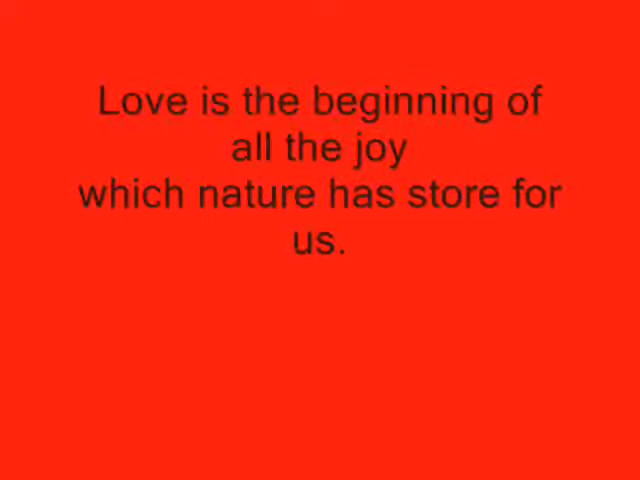 Love is the beginning of
all the joy
which nature has store for
us.